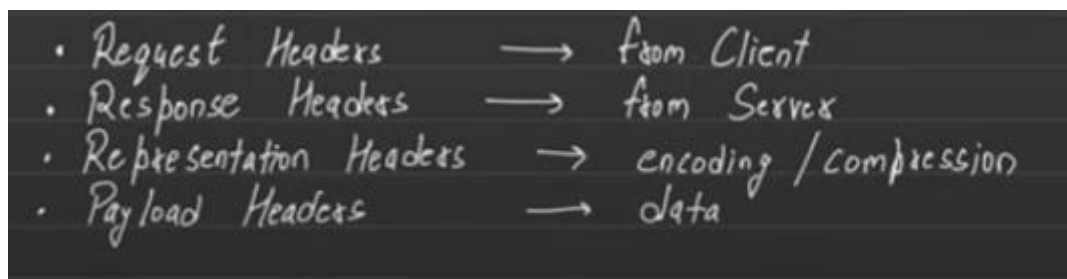 • Request Headers → from Client
• Response Headers → from Server
• Representation Headers → encoding / compression
• Payload Headers → data